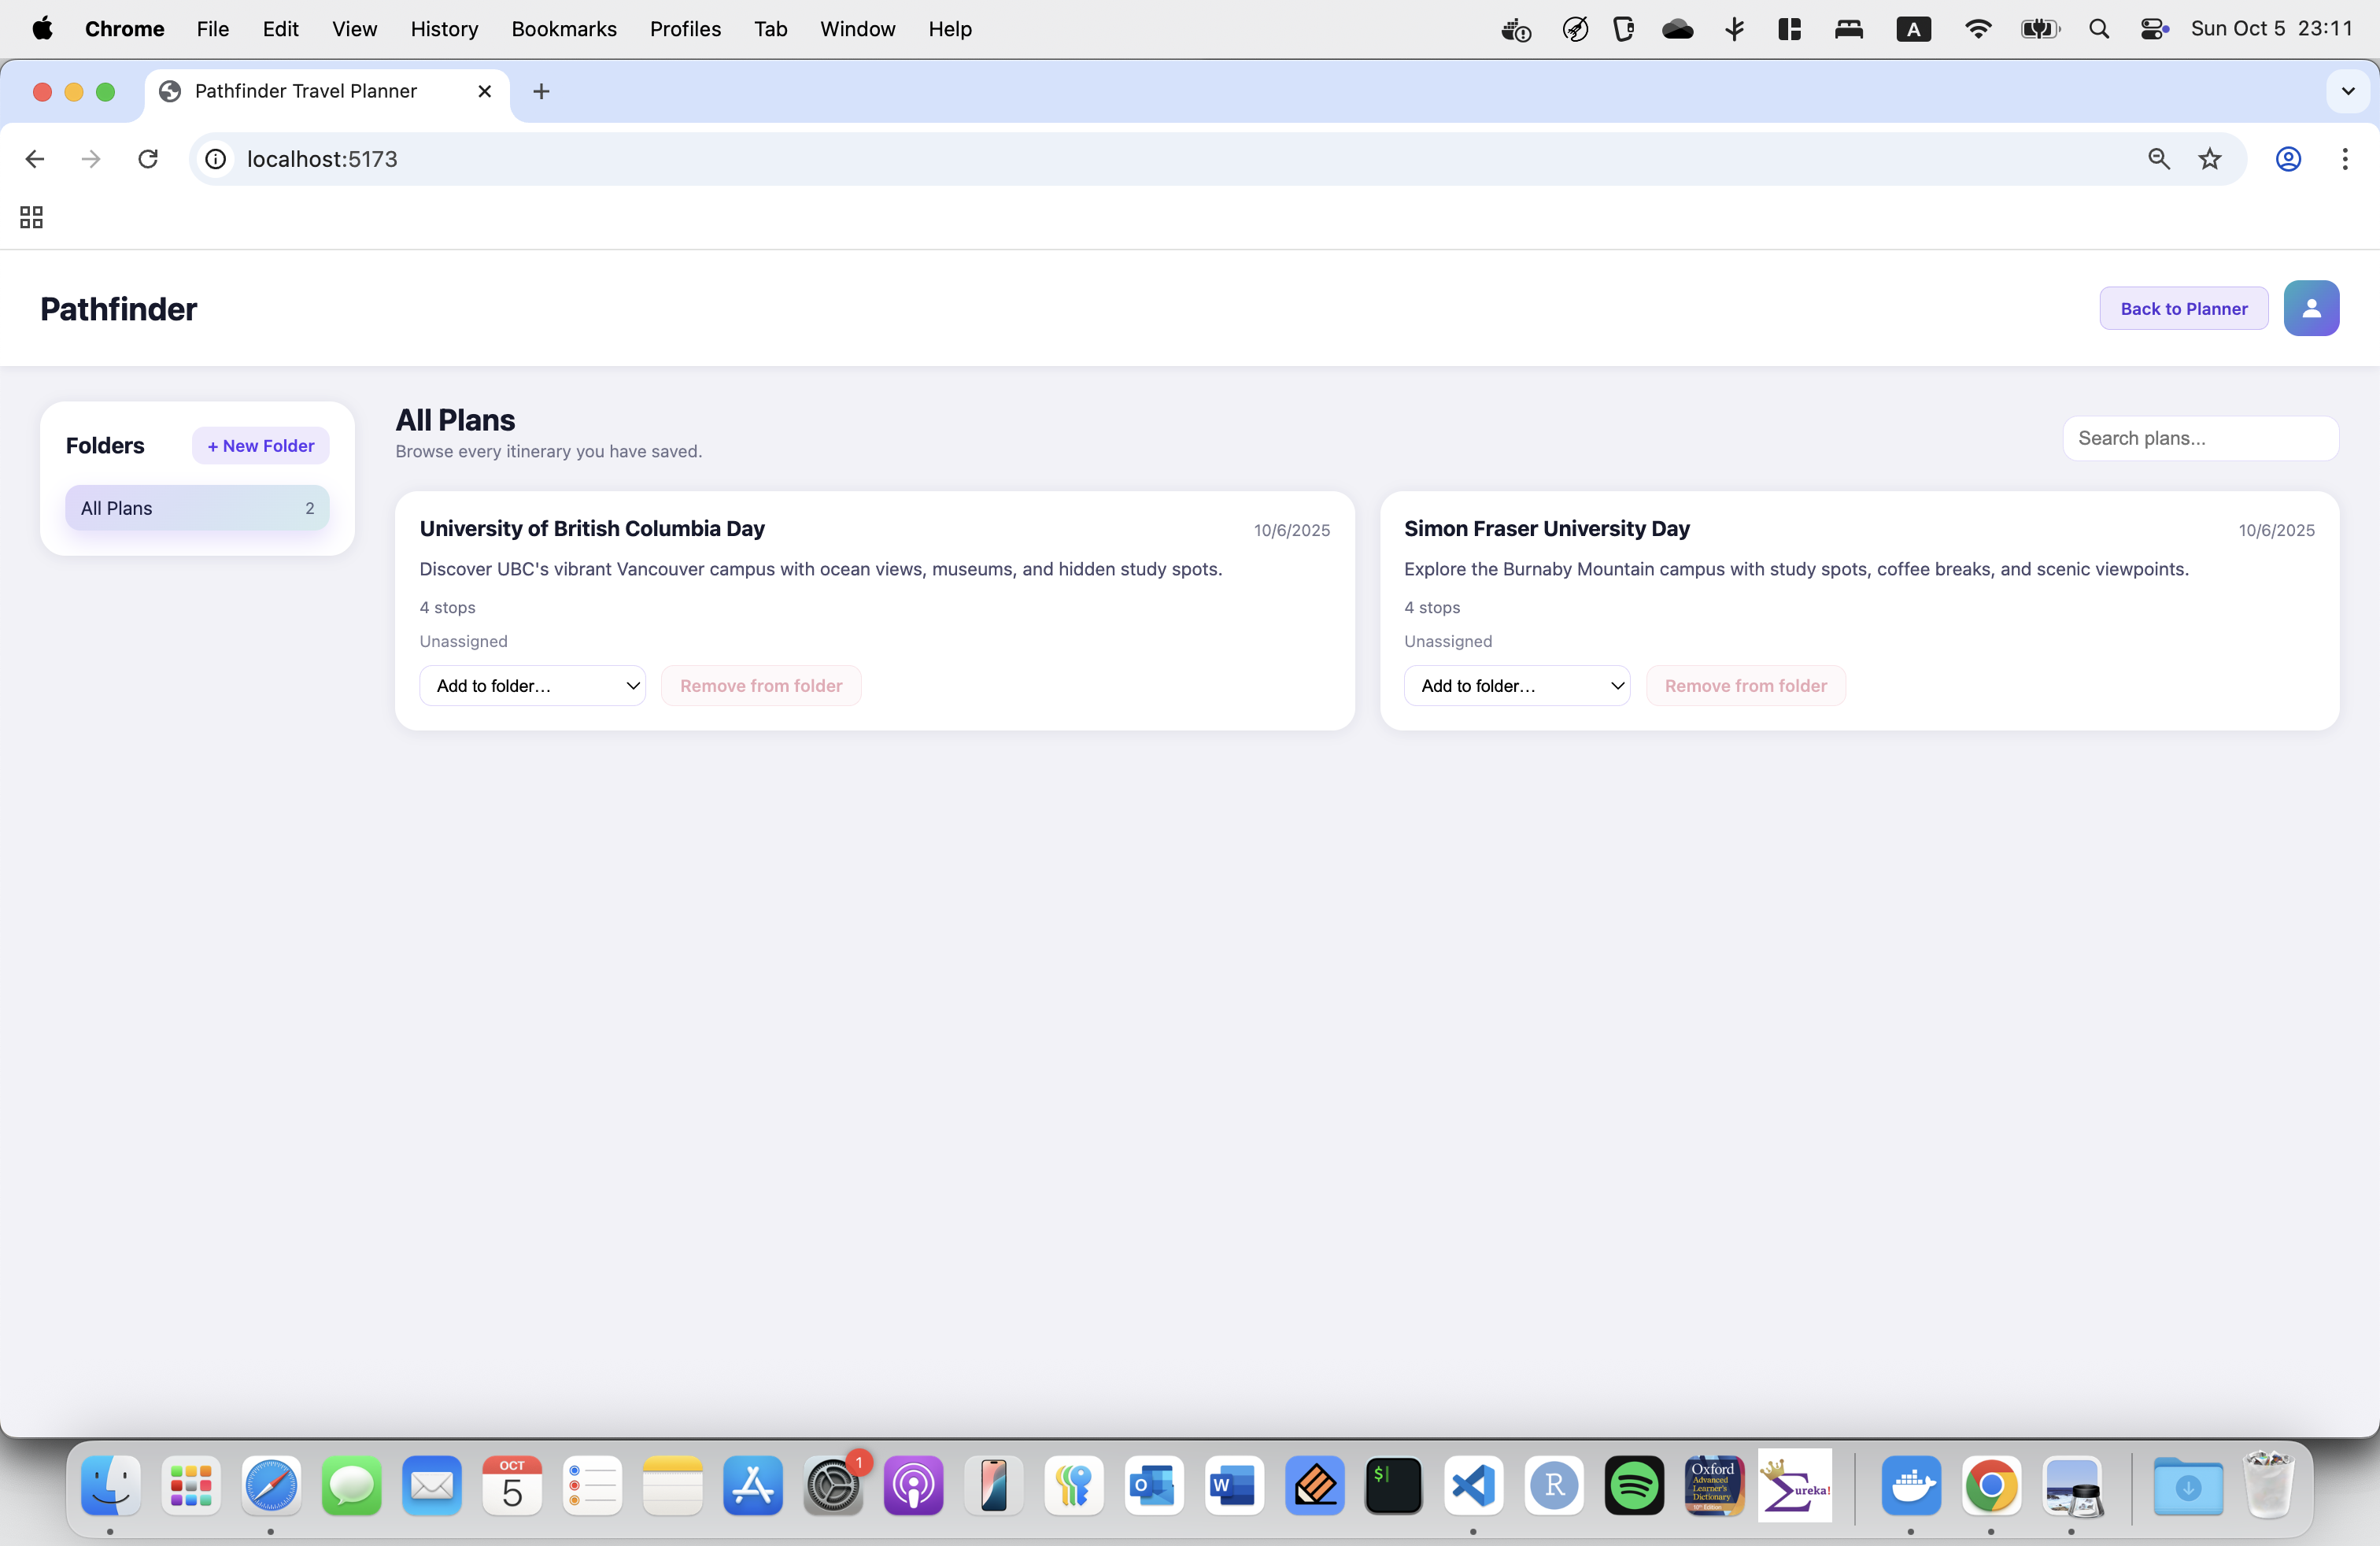 Chrome File Edit View History Bookmarks Profiles Tab Window Help A Sun Oct 5 23:11
Pathfinder Travel Planner
localhost:5173
Pathfinder
Back to Planner
Folders
+ New Folder
All Plans 2
All Plans
Browse every itinerary you have saved.
Search plans...
University of British Columbia Day 10/6/2025
Discover UBC's vibrant Vancouver campus with ocean views, museums, and hidden study spots.
4 stops
Unassigned
Add to folder... Remove from folder
Simon Fraser University Day 10/6/2025
Explore the Burnaby Mountain campus with study spots, coffee breaks, and scenic viewpoints.
4 stops
Unassigned
Add to folder... Remove from folder
OCT
5
1
O
W
$
R
Oxford
Advanced
Learner's
Dictionary
Σureka!